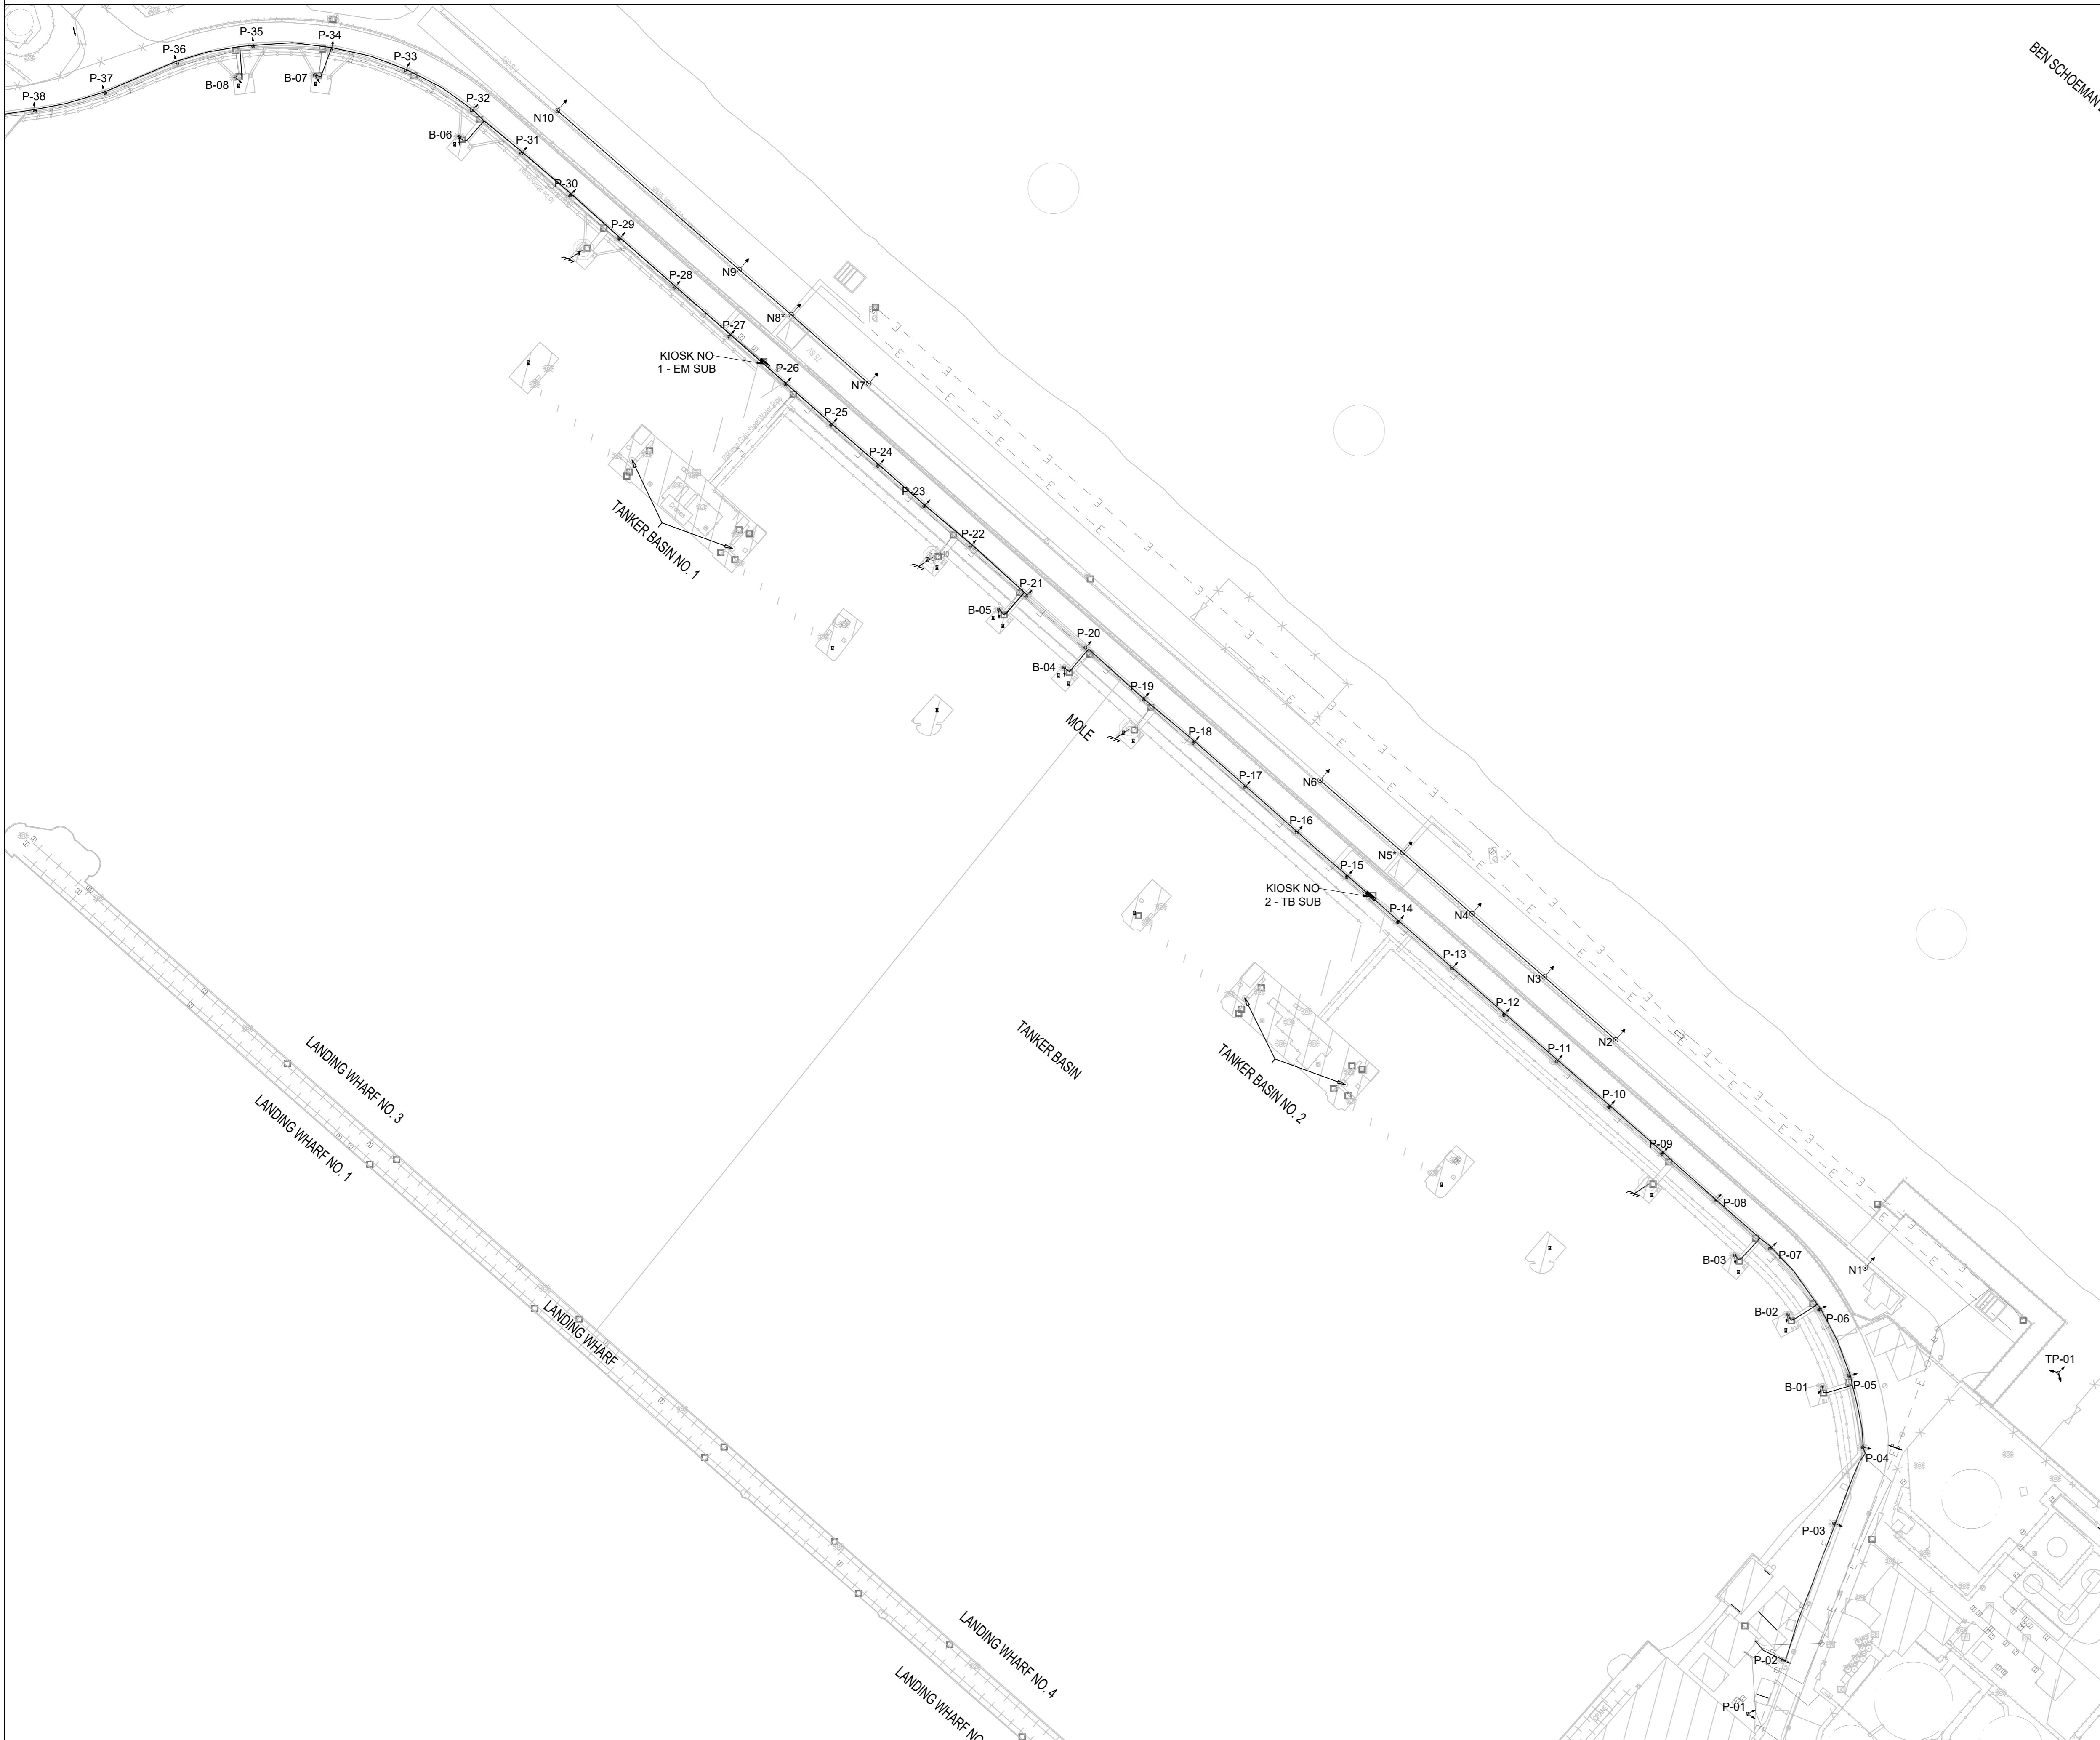 BEN SCHOEMAN
P-38
P-37
P-36
P-35
P-34
P-33
P-32
P-31
P-30
P-29
P-28
P-27
P-26
P-25
P-24
P-23
P-22
P-21
P-20
P-19
P-18
P-17
P-16
P-15
P-14
P-13
P-12
P-11
P-10
P-09
P-08
P-07
P-06
P-05
P-04
P-03
P-02
P-01
B-08
B-07
B-06
B-05
B-04
B-03
B-02
B-01
N10
N9
N8*
N7
N6
N5*
N4
N3
N2
N1
TP-01
KIOSK NO
1 - EM SUB
KIOSK NO
2 - TB SUB
TANKER BASIN NO. 1
MOLE
TANKER BASIN
TANKER BASIN NO. 2
LANDING WHARF NO. 3
LANDING WHARF NO. 1
LANDING WHARF
LANDING WHARF NO. 4
LANDING WHARF NO